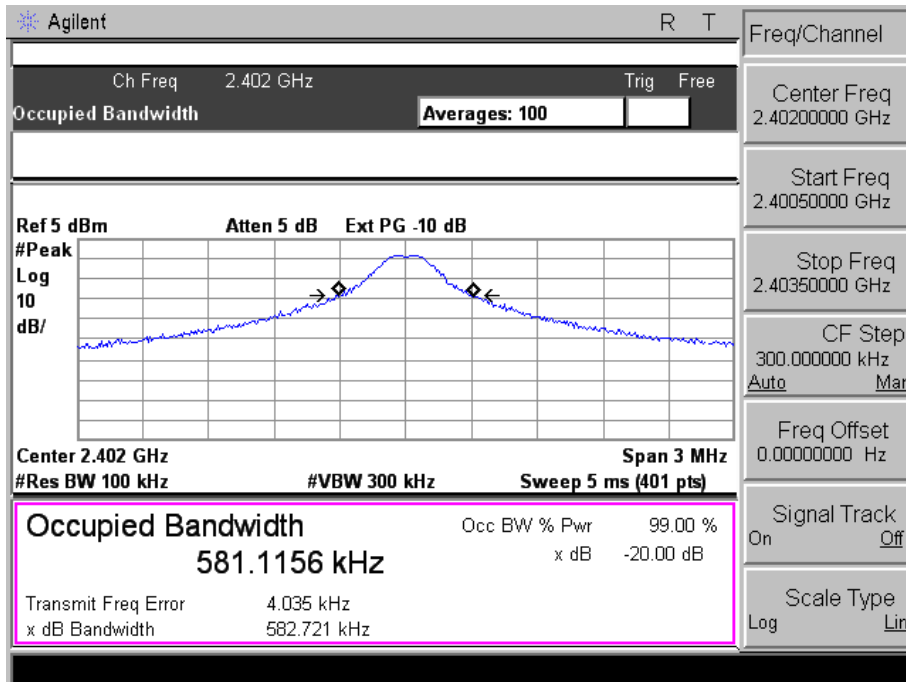 Agilent R T
Ch Freq 2.402 GHz Trig Free
Occupied Bandwidth Averages: 100
Ref 5 dBm Atten 5 dB Ext PG -10 dB
#Peak
Log
10
dB/
Center 2.402 GHz Span 3 MHz
#Res BW 100 kHz #VBW 300 kHz Sweep 5 ms (401 pts)
Occupied Bandwidth Occ BW % Pwr 99.00 %
581.1156 kHz x dB -20.00 dB
Transmit Freq Error 4.035 kHz
x dB Bandwidth 582.721 kHz
Freq/Channel
Center Freq
2.40200000 GHz
Start Freq
2.40050000 GHz
Stop Freq
2.40350000 GHz
CF Step
300.000000 kHz
Auto Man
Freq Offset
0.00000000 Hz
Signal Track
On Off
Scale Type
Log Lin